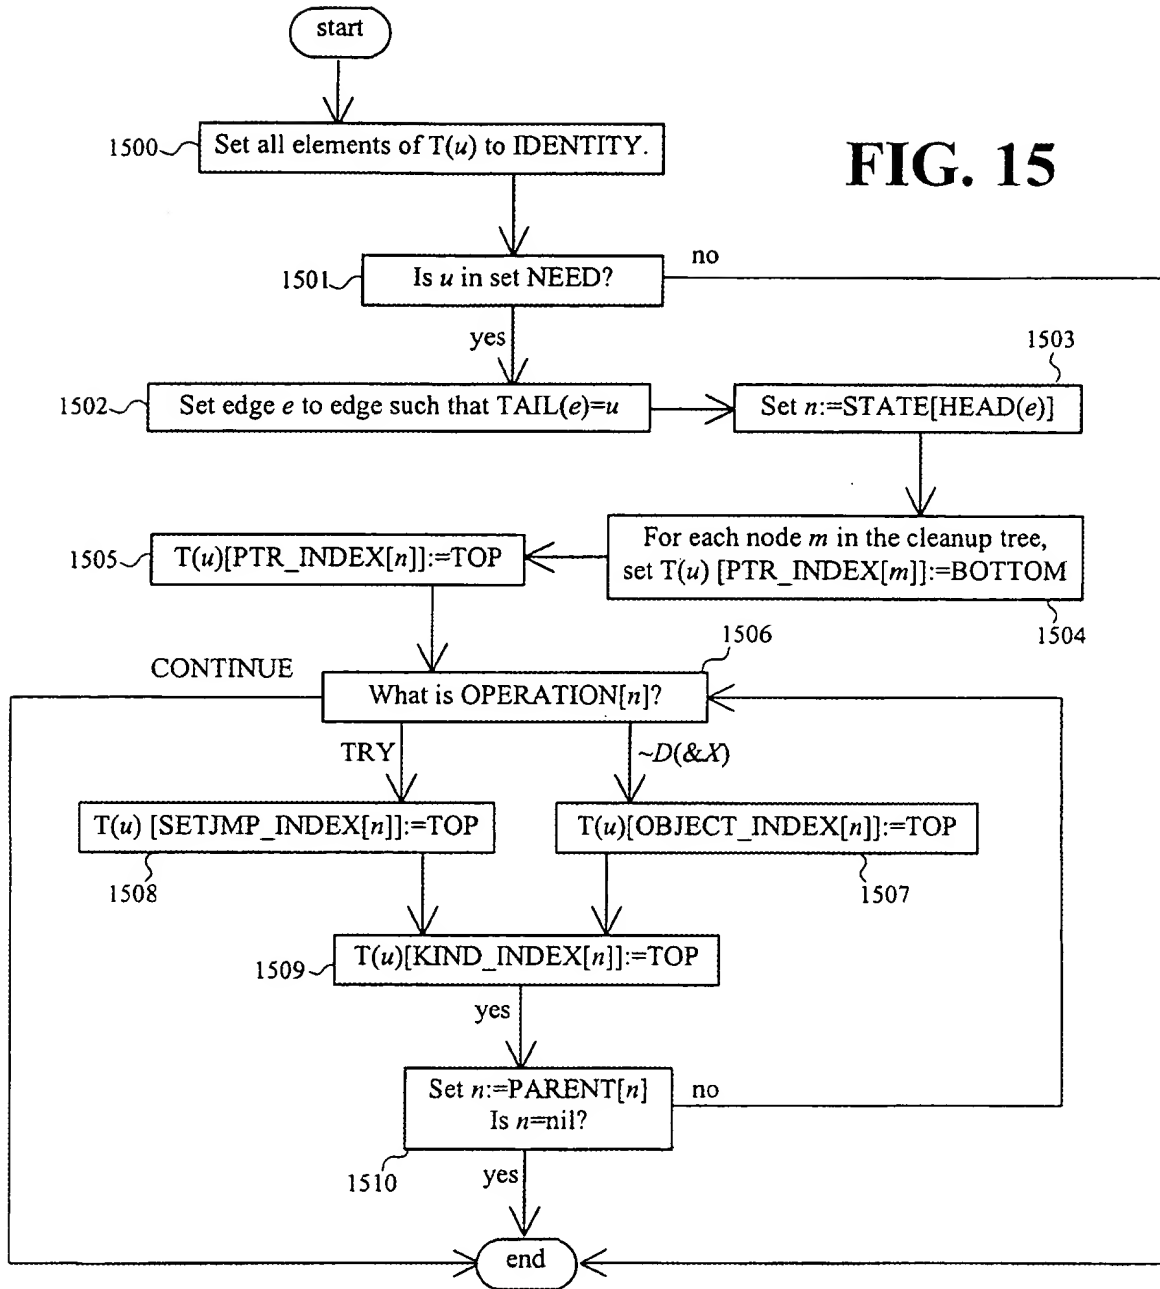 start
FIG. 15
1500
Set all elements of T(u) to IDENTITY.
1501
Is u in set NEED?
no
yes
1502
Set edge e to edge such that TAIL(e)=u
1503
Set n:=STATE[HEAD(e)]
For each node m in the cleanup tree,
set T(u) [PTR_INDEX[m]]:=BOTTOM
1504
1505
T(u)[PTR_INDEX[n]]:=TOP
1506
CONTINUE
What is OPERATION[n]?
TRY
~D(&X)
T(u) [SETJMP_INDEX[n]]:=TOP
1508
T(u)[OBJECT_INDEX[n]]:=TOP
1507
1509
T(u)[KIND_INDEX[n]]:=TOP
yes
Set n:=PARENT[n]
Is n=nil?
no
1510
yes
end